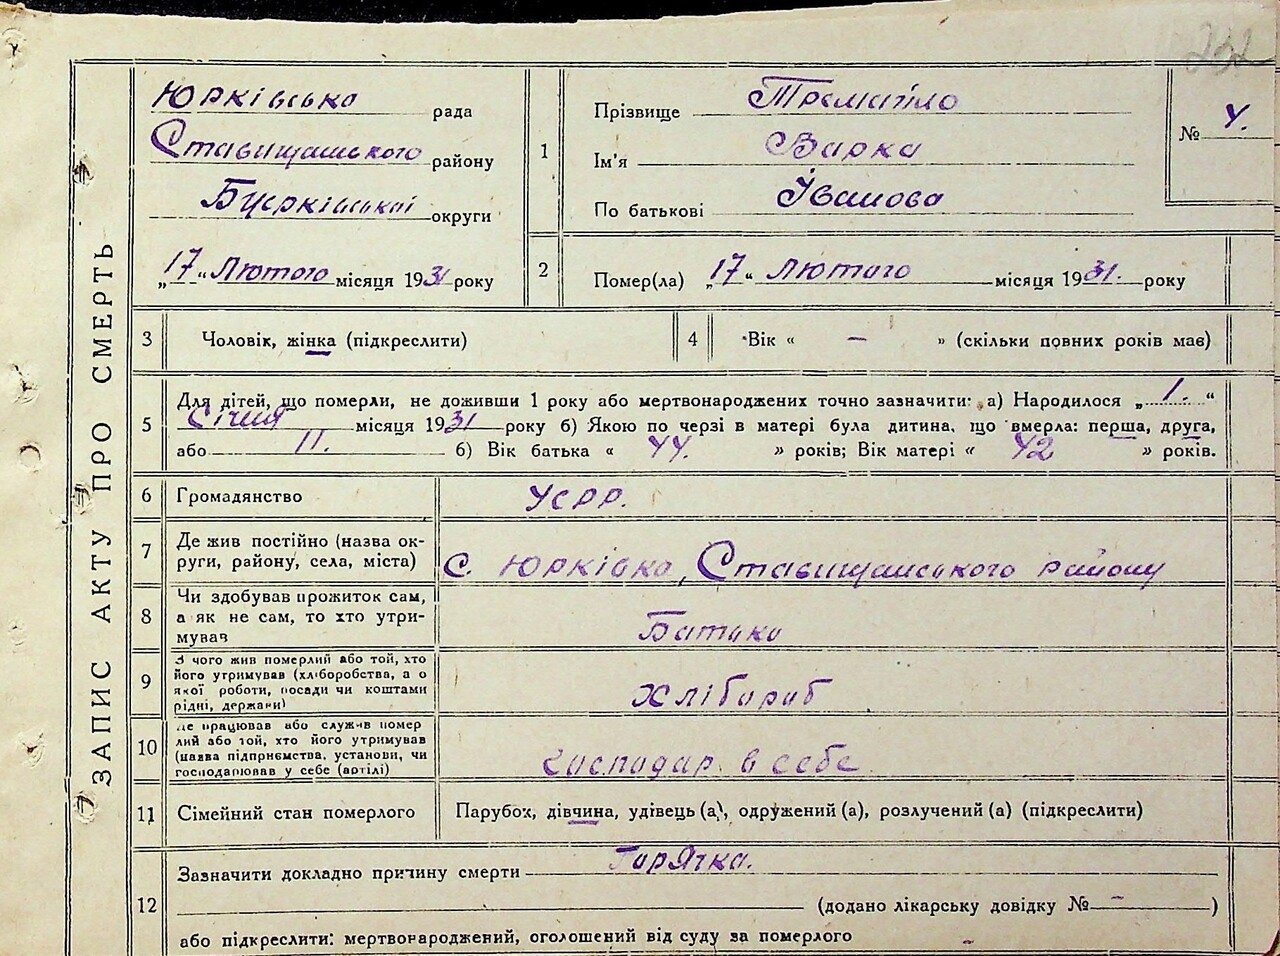 232
ЗАПИС АКТУ ПРО СМЕРТЬ
Юрківська рада
Ставищанського району
округи
„17“ Лютого місяця 1931 року
1
Прізвище
Ім'я Варка
По батькові Іванова
№ 4.
2
Помер(ла) „17“ Лютого місяця 1931. року
3 Чоловік, жінка (підкреслити)
4 Вік « – » (скільки повних років мав)
5 Для дітей, що померли, не доживши 1 року або мертвонароджених точно зазначити: а) Народилося „1.“
Січня місяця 1931 року б) Якою по черзі в матері була дитина, що вмерла: перша, друга,
або 11. б) Вік батька « 44. » років; Вік матері « 42 » років.
6 Громадянство УСРР.
7 Де жив постійно (назва ок-
руги, району, села, міста) С. Юрківка, Ставищанського району
8 Чи здобував прожиток сам,
а як не сам, то хто утри-
мував Батько
9 З чого жив померлий або той, хто
його утримував (хліборобства, а о
якої роботи, посади чи коштами
рідні, держави) Хлібороб
10 Де працював або служив помер
лий або той, хто його утримував
(назва підприємства, установи, чи
господарював у себе (артілі) господар в себе
11 Сімейний стан померлого Парубок, дівчина, удівець (а), одружений (а), розлучений (а) (підкреслити)
12 Зазначити докладно причину смерти Горячка.
(додано лікарську довідку № – )
або підкреслити: мертвонароджений, оголошений від суду за померлого –